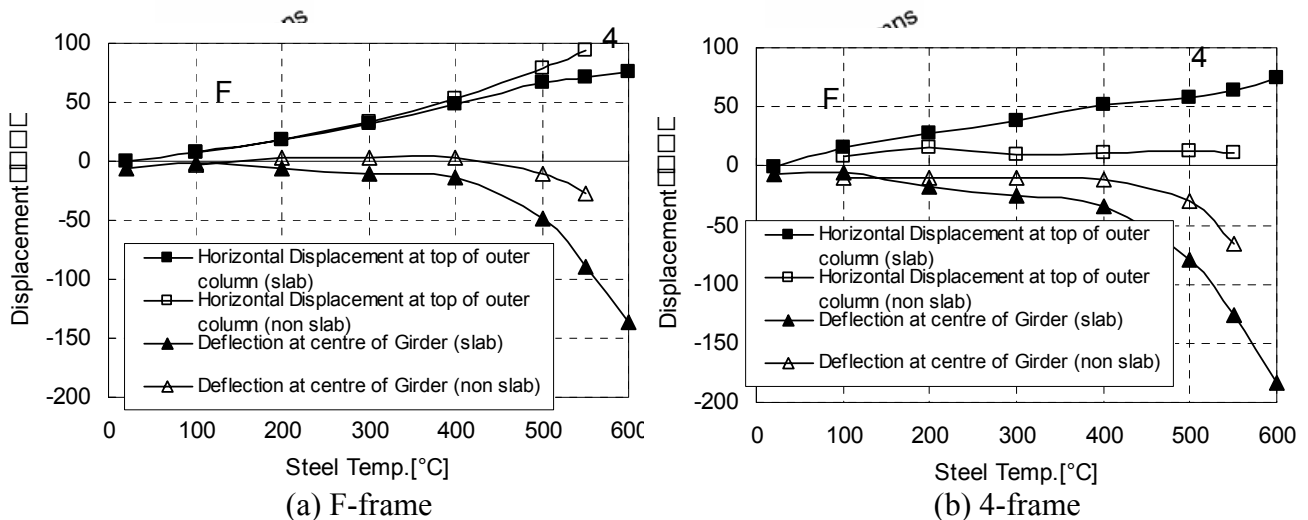 ns
ns
100
50
0
-50
-100
-150
-200
Displacement
F
4
Horizontal Displacement at top of outer
column (slab)
Horizontal Displacement at top of outer
column (non slab)
Deflection at centre of Girder (slab)
Deflection at centre of Girder (non slab)
0 100 200 300 400 500 600
Steel Temp.[°C]
(a) F-frame
100
50
0
-50
-100
-150
-200
Displacement
F
4
Horizontal Displacement at top of outer
column (slab)
Horizontal Displacement at top of outer
column (non slab)
Deflection at centre of Girder (slab)
Deflection at centre of Girder (non slab)
0 100 200 300 400 500 600
Steel Temp.[°C]
(b) 4-frame